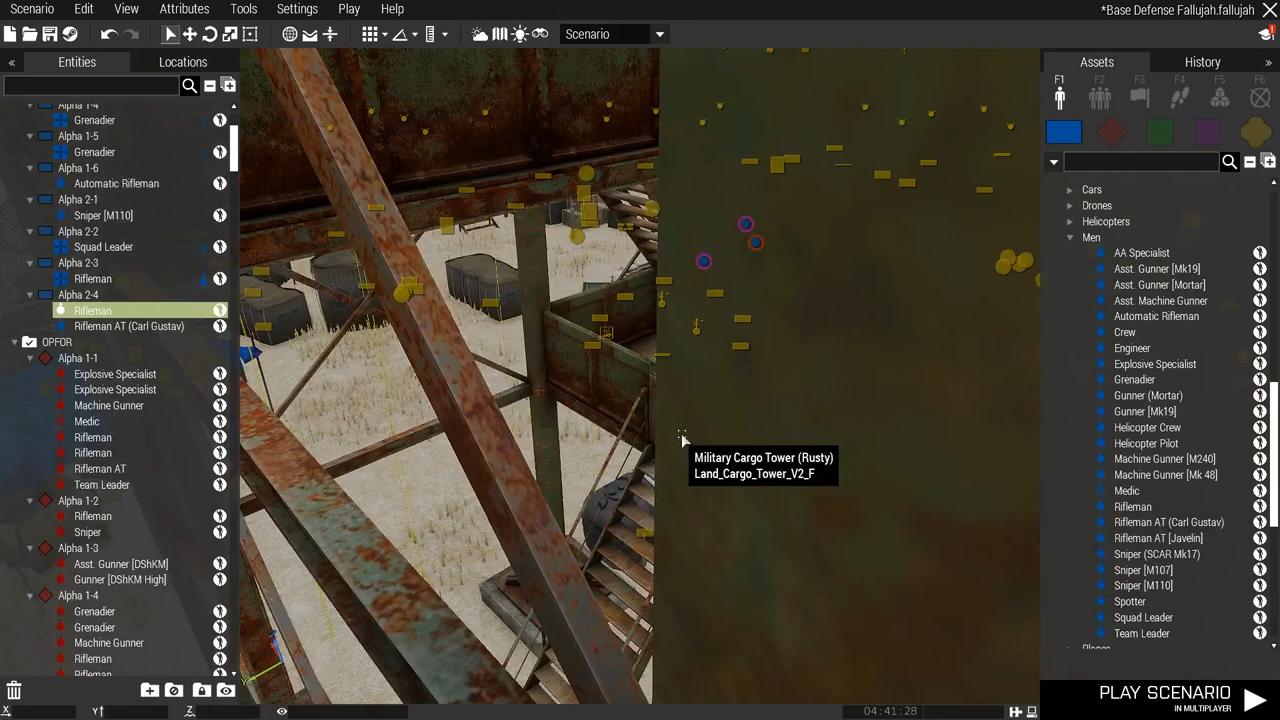 Scenario Edit View Attributes Tools Settings Play Help
*Base Defense Fallujah.fallujah
Scenario
Entities Locations
Alpha 1-4
Grenadier
Alpha 1-5
Grenadier
Alpha 1-6
Automatic Rifleman
Alpha 2-1
Sniper [M110]
Alpha 2-2
Squad Leader
Alpha 2-3
Rifleman
Alpha 2-4
Rifleman
Rifleman AT (Carl Gustav)
OPFOR
Alpha 1-1
Explosive Specialist
Explosive Specialist
Machine Gunner
Medic
Rifleman
Rifleman
Rifleman AT
Team Leader
Alpha 1-2
Rifleman
Sniper
Alpha 1-3
Asst. Gunner [DShKM]
Gunner [DShKM High]
Alpha 1-4
Grenadier
Grenadier
Machine Gunner
Rifleman
Rifleman
X Y Z
Military Cargo Tower (Rusty)
Land_Cargo_Tower_V2_F
04:41:28
Assets History
F1 F2 F3 F4 F5 F6
Cars
Drones
Helicopters
Men
AA Specialist
Asst. Gunner [Mk19]
Asst. Gunner [Mortar]
Asst. Machine Gunner
Automatic Rifleman
Crew
Engineer
Explosive Specialist
Grenadier
Gunner (Mortar)
Gunner [Mk19]
Helicopter Crew
Helicopter Pilot
Machine Gunner [M240]
Machine Gunner [Mk 48]
Medic
Rifleman
Rifleman AT (Carl Gustav)
Rifleman AT [Javelin]
Sniper (SCAR Mk17)
Sniper [M107]
Sniper [M110]
Spotter
Squad Leader
Team Leader
Planes
PLAY SCENARIO
IN MULTIPLAYER